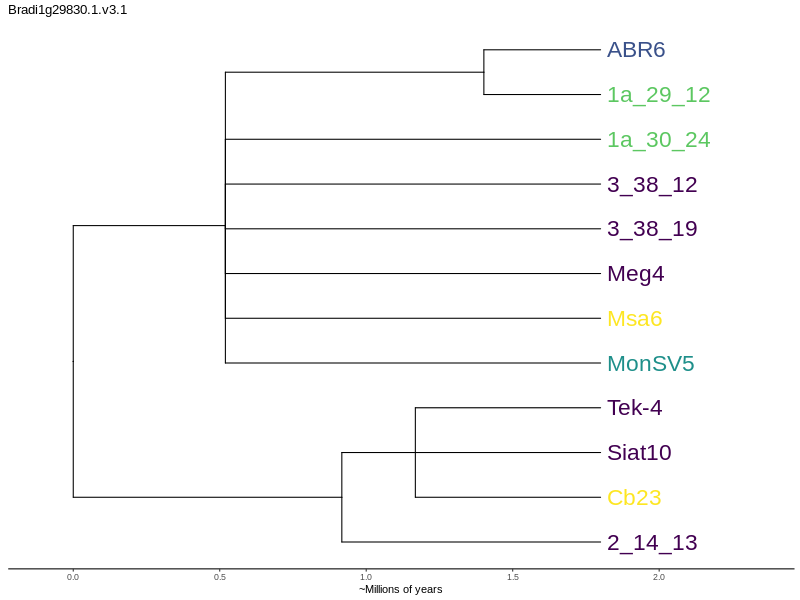 Bradi1g29830.1.v3.1
ABR6
1a_29_12
1a_30_24
3_38_12
3_38_19
Meg4
Msa6
MonSV5
Tek-4
Siat10
Cb23
2_14_13
0.0 0.5 1.0 1.5 2.0
~Millions of years